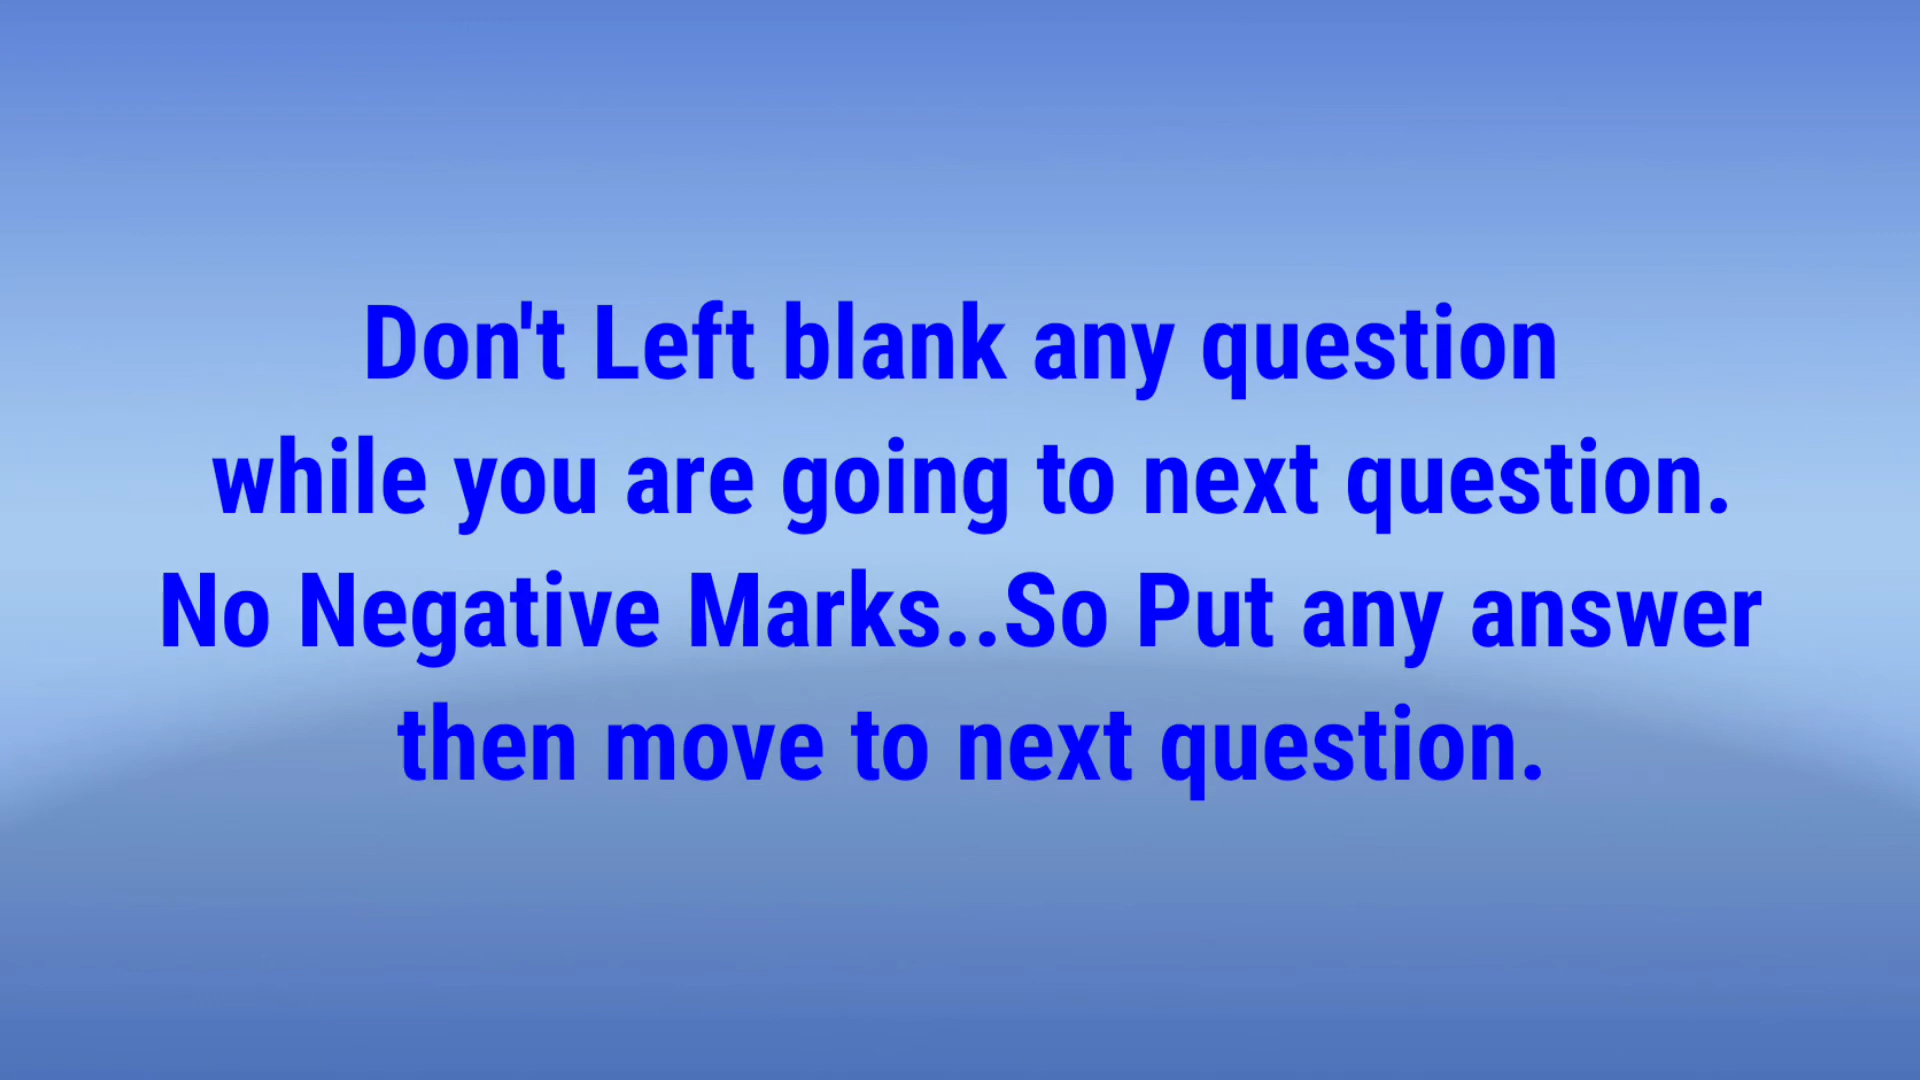 Don't Left blank any question
while you are going to next question.
No Negative Marks..So Put any answer
then move to next question.